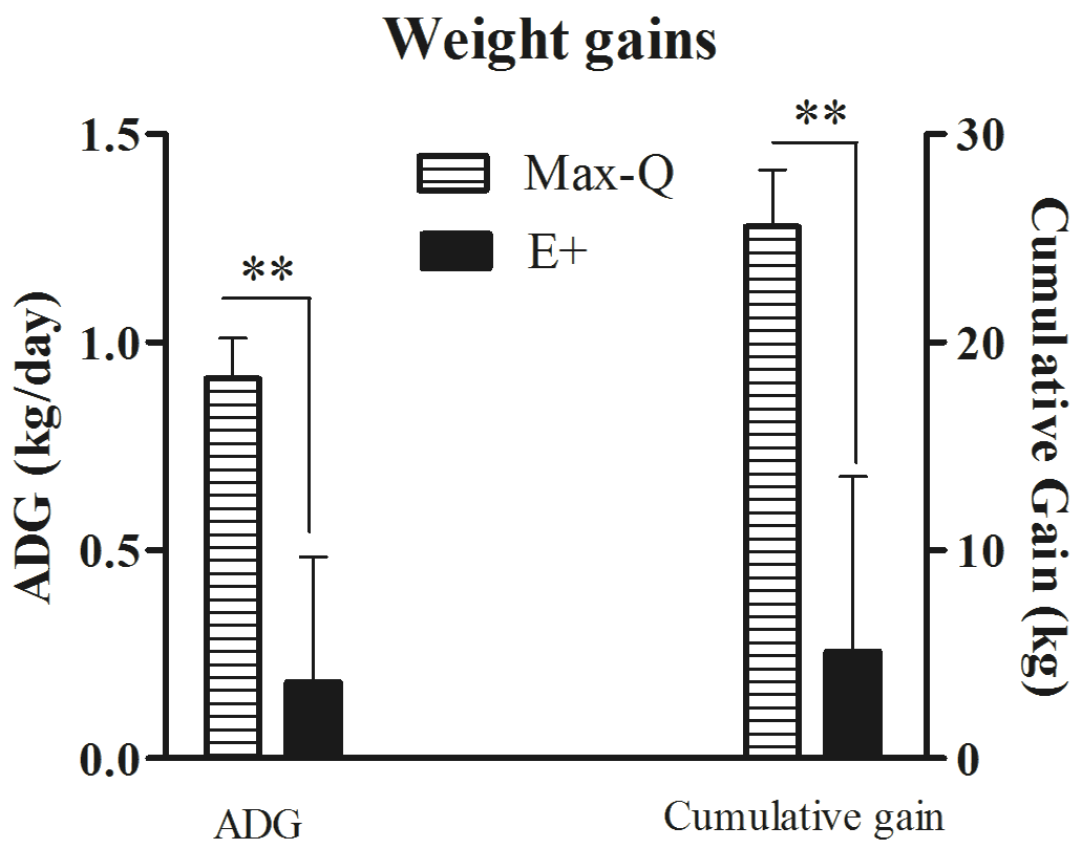 Weight gains
**
1.5
30
Max-Q
E+
**
1.0
20
0.5
10
0.0
0
ADG (kg/day)
Cumulative Gain (kg)
ADG
Cumulative gain